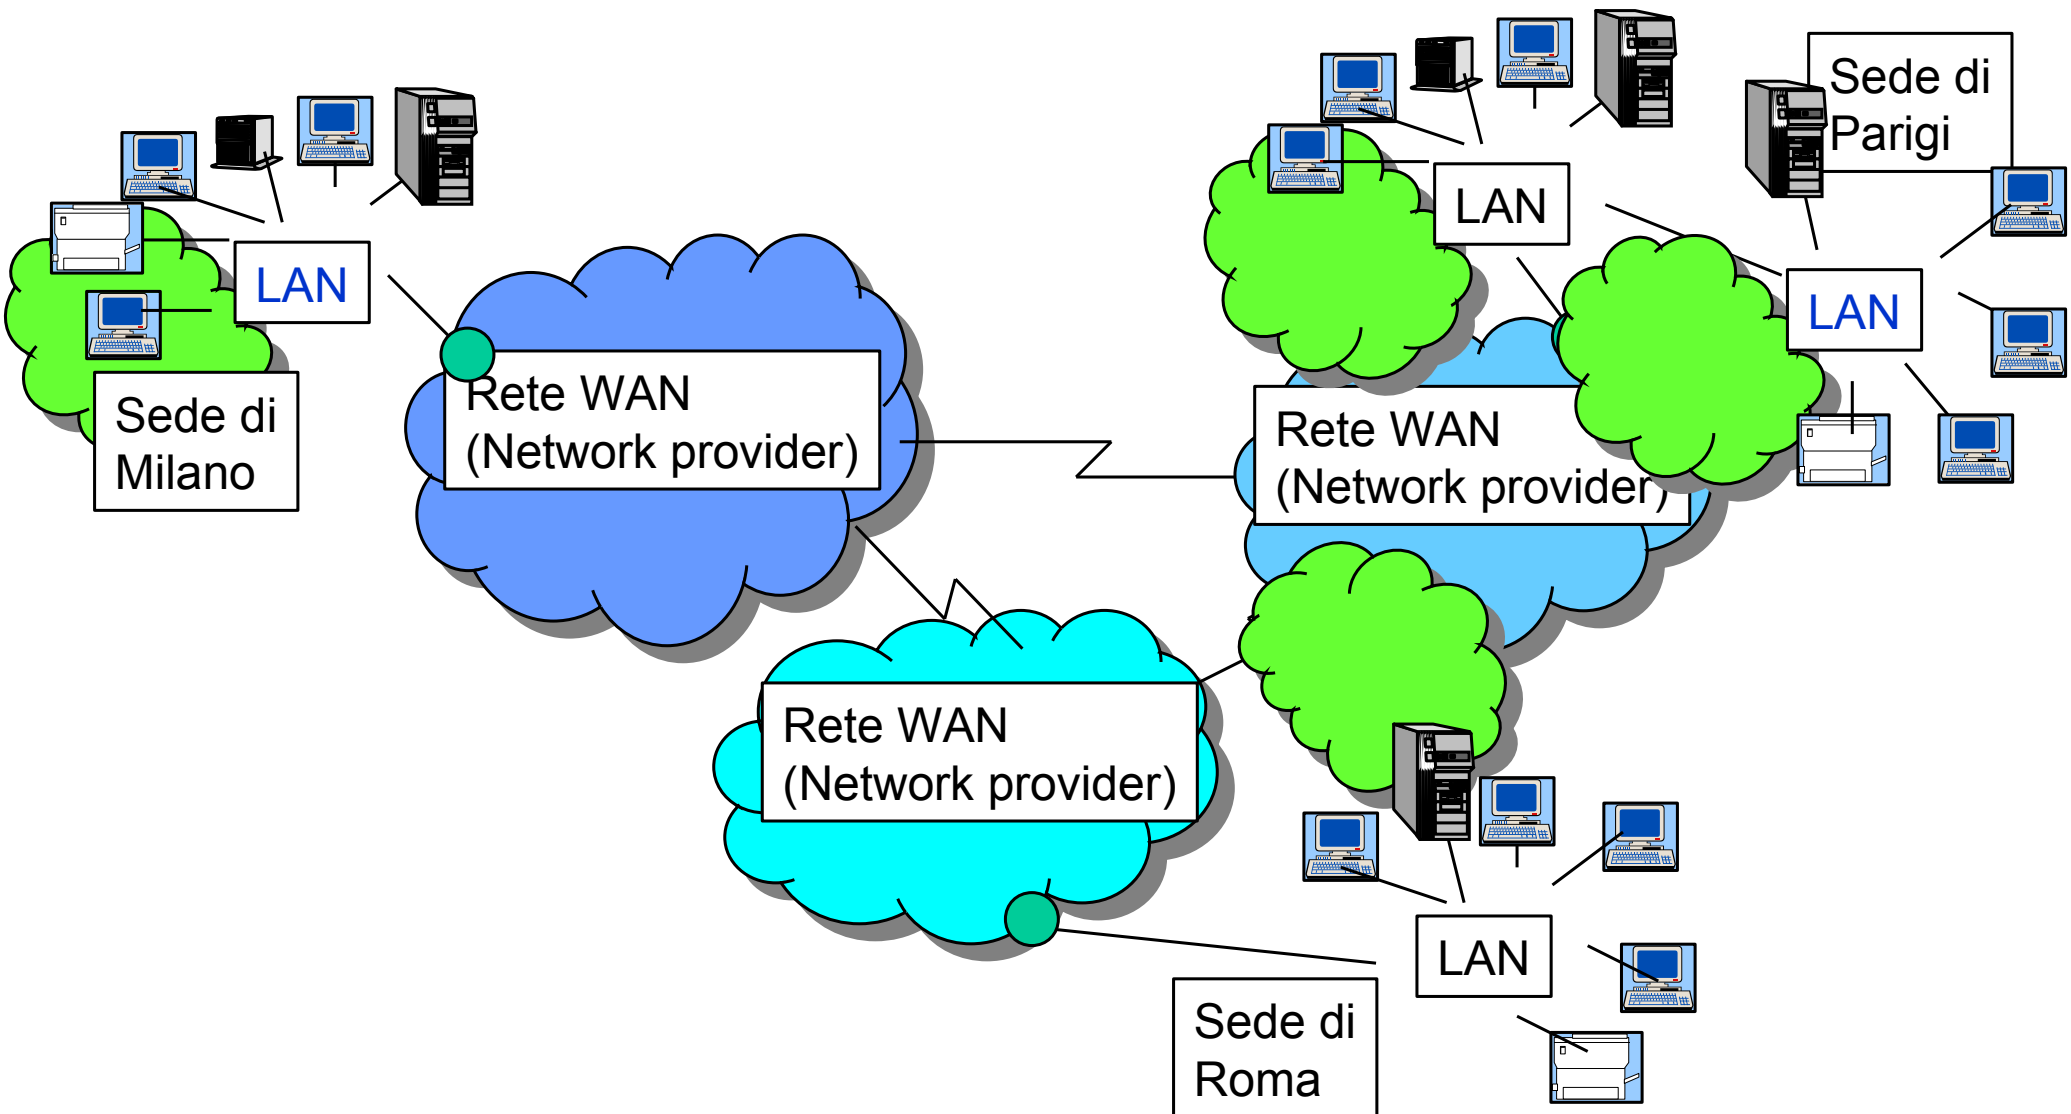 Sede di
Parigi
LAN
LAN
LAN
Rete WAN
(Network provider)
Rete WAN
(Network provider)
Sede di
Milano
Rete WAN
(Network provider)
LAN
Sede di
Roma